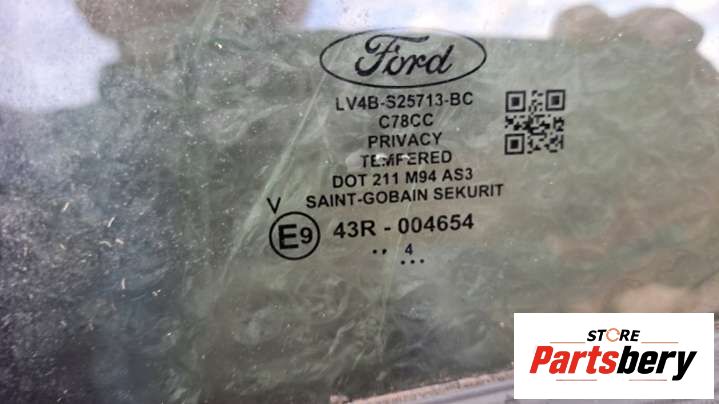 Ford
LV4B-S25713-BC
C78CC
PRIVACY
TEMPERED
DOT 211 M94 AS3
SAINT-GOBAIN SEKURIT
V
E9 43R - 004654
.. 4
...
STORE
Partsbery